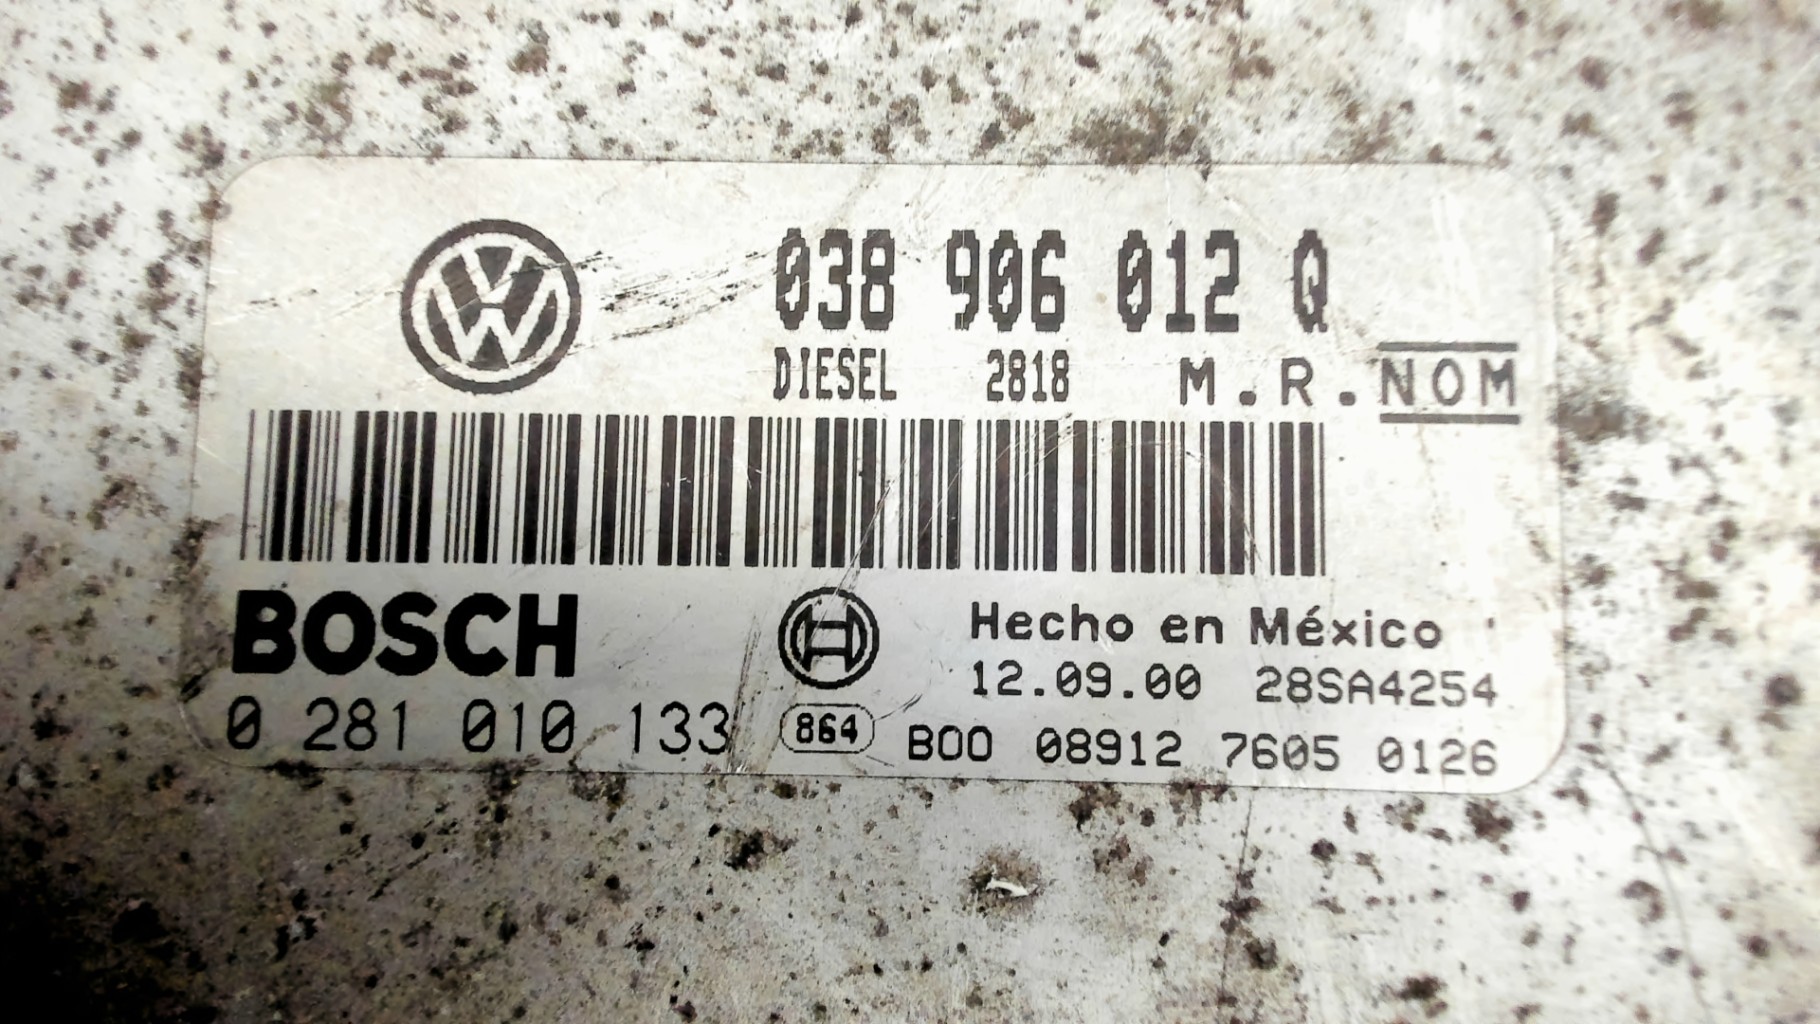 038 906 012 Q
DIESEL 2818 M.R. NOM
BOSCH
Hecho en México
12.09.00 28SA4254
0 281 010 133 864 B00 08912 7605 0126